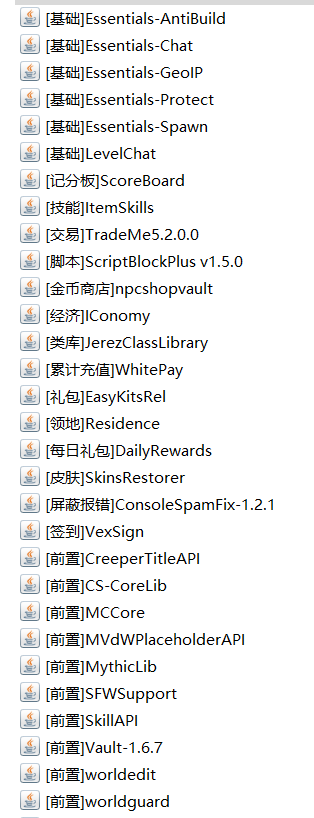 [基础]Essentials-AntiBuild
[基础]Essentials-Chat
[基础]Essentials-GeoIP
[基础]Essentials-Protect
[基础]Essentials-Spawn
[基础]LevelChat
[记分板]ScoreBoard
[技能]ItemSkills
[交易]TradeMe5.2.0.0
[脚本]ScriptBlockPlus v1.5.0
[金币商店]npcshopvault
[经济]IConomy
[类库]JerezClassLibrary
[累计充值]WhitePay
[礼包]EasyKitsRel
[领地]Residence
[每日礼包]DailyRewards
[皮肤]SkinsRestorer
[屏蔽报错]ConsoleSpamFix-1.2.1
[签到]VexSign
[前置]CreeperTitleAPI
[前置]CS-CoreLib
[前置]MCCore
[前置]MVdWPlaceholderAPI
[前置]MythicLib
[前置]SFWSupport
[前置]SkillAPI
[前置]Vault-1.6.7
[前置]worldedit
[前置]worldguard